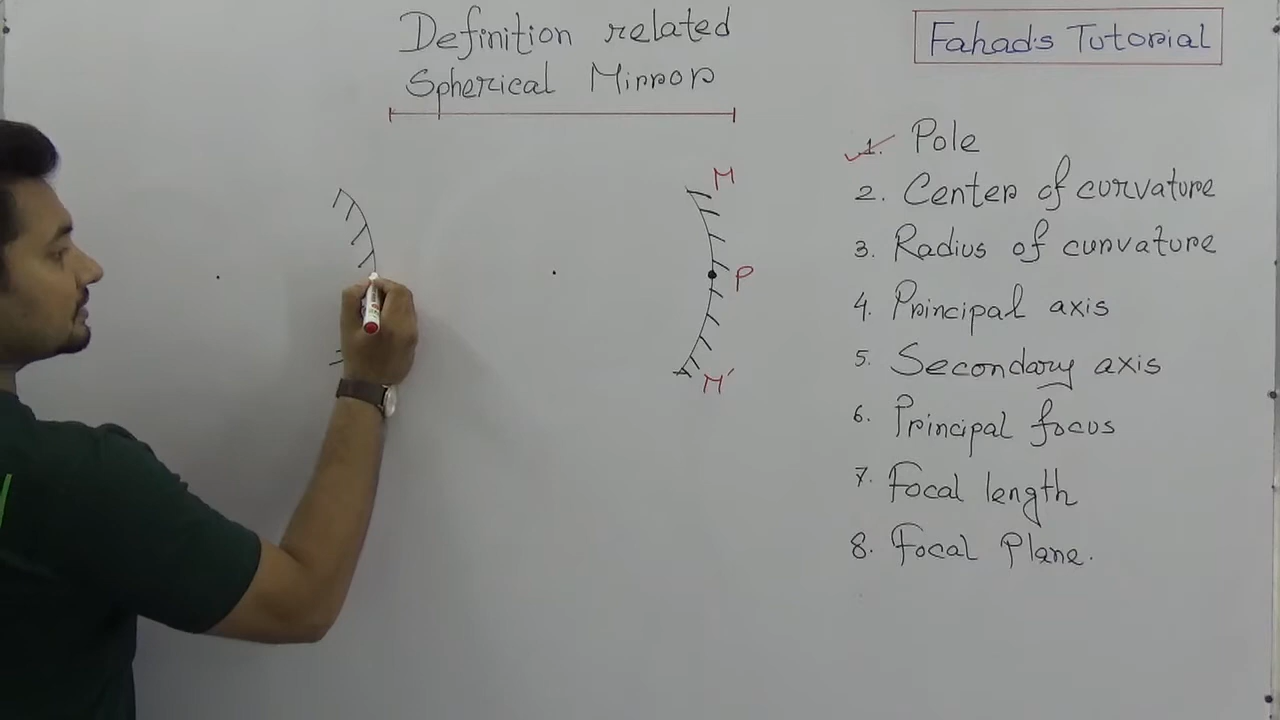 Definition related
Spherical Mirror
Fahad's Tutorial
1. Pole
2. Center of curvature
3. Radius of curvature
4. Principal axis
5. Secondary axis
6. Principal focus
7. Focal length
8. Focal Plane.
M
P
M'